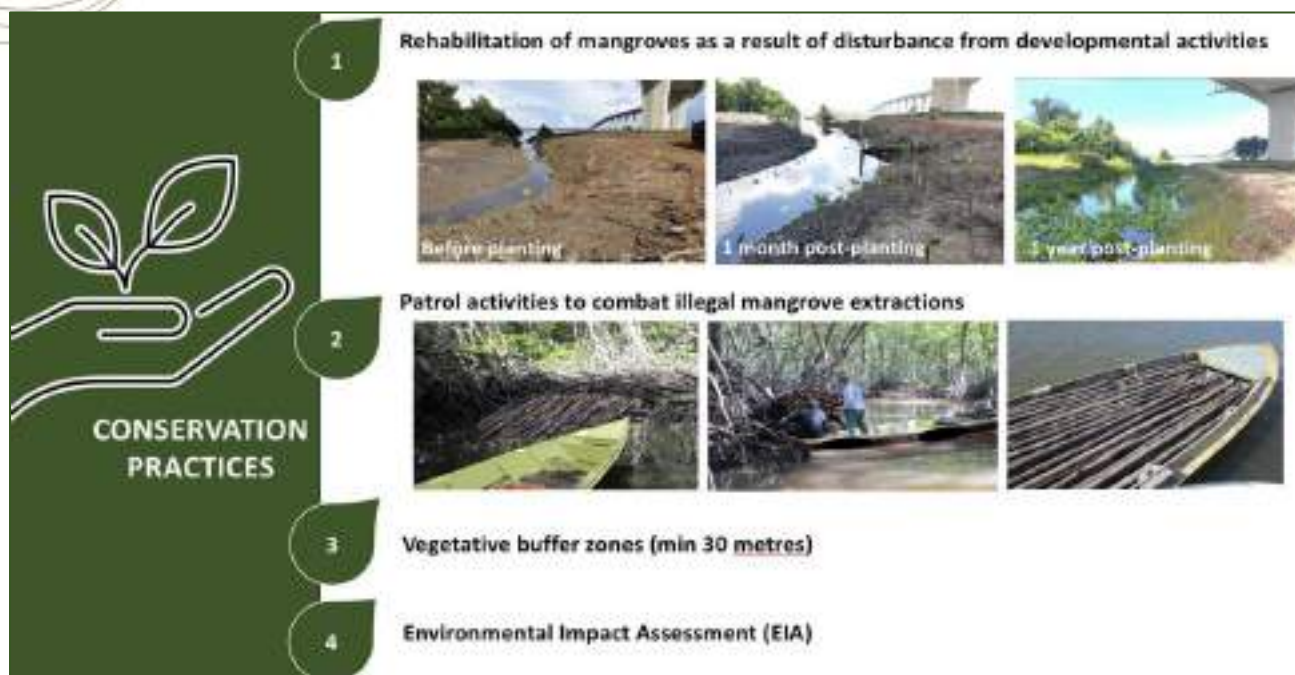 CONSERVATION
PRACTICES
1
Rehabilitation of mangroves as a result of disturbance from developmental activities
Before planting
1 month post-planting
1 year post-planting
2
Patrol activities to combat illegal mangrove extractions
3
Vegetative buffer zones (min 30 metres)
4
Environmental Impact Assessment (EIA)